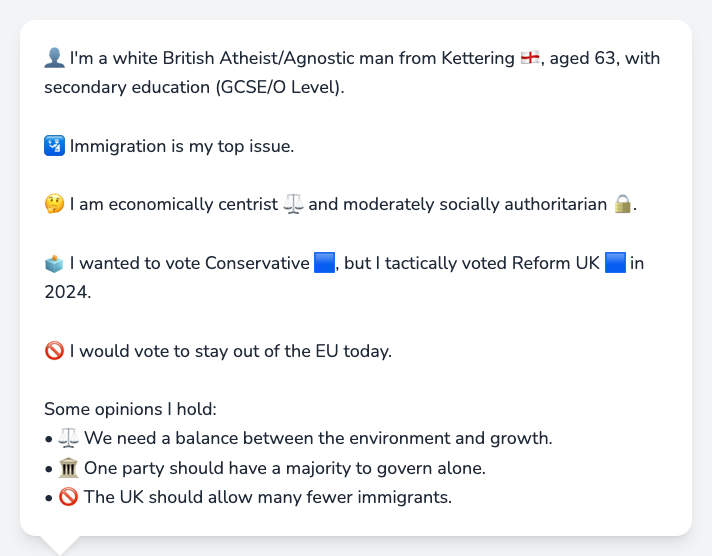 👤 I'm a white British Atheist/Agnostic man from Kettering 🏴󠁧󠁢󠁥󠁮󠁧󠁿, aged 63, with
secondary education (GCSE/O Level).
🛂 Immigration is my top issue.
🤔 I am economically centrist ⚖️ and moderately socially authoritarian 🔒.
🗳️ I wanted to vote Conservative 🟦, but I tactically voted Reform UK 🟦 in
2024.
🚫 I would vote to stay out of the EU today.
Some opinions I hold:
• ⚖️ We need a balance between the environment and growth.
• 🏛️ One party should have a majority to govern alone.
• 🚫 The UK should allow many fewer immigrants.